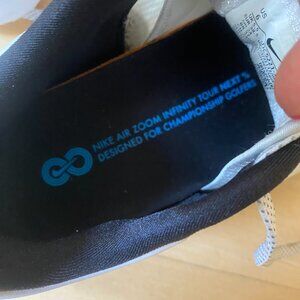 NIKE AIR ZOOM INFINITY TOUR NEXT %
DESIGNED FOR CHAMPIONSHIP GOLFERS